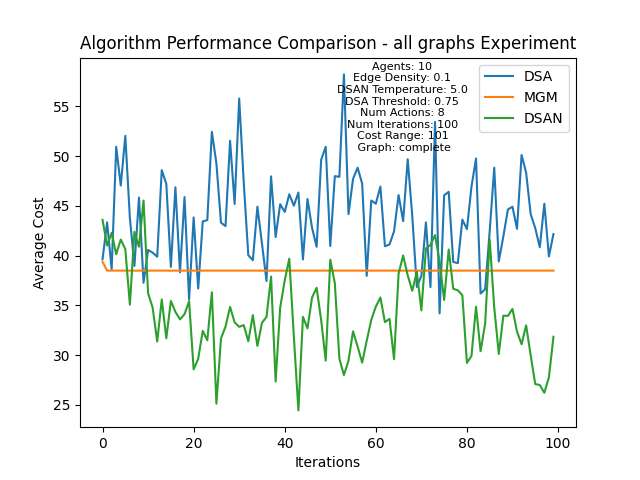 Algorithm Performance Comparison - all graphs Experiment
Agents: 10
Edge Density: 0.1
DSAN Temperature: 5.0
DSA Threshold: 0.75
Num Actions: 8
Num Iterations: 100
Cost Range: 101
Graph: complete
DSA
MGM
DSAN
Average Cost
55
50
45
40
35
30
25
0
20
40
60
80
100
Iterations